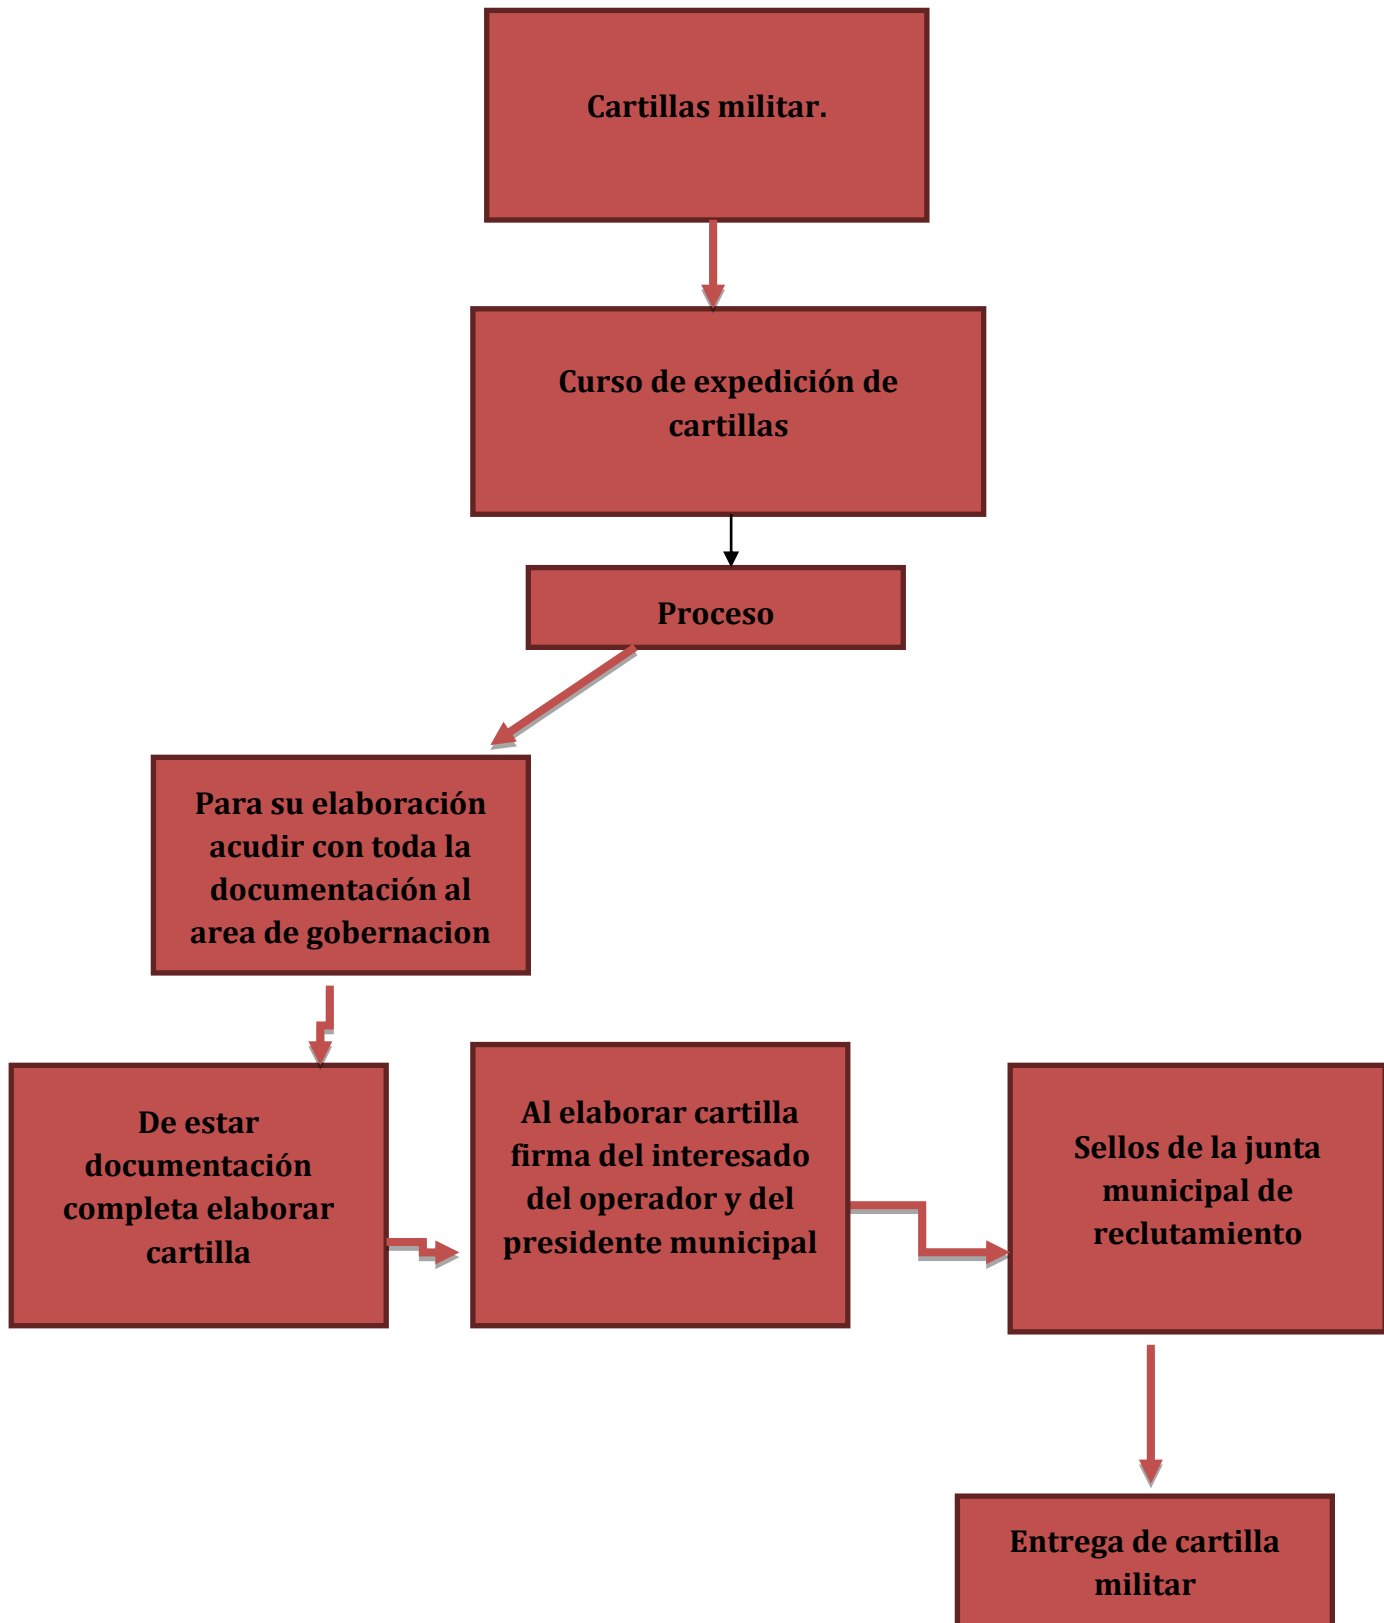 Cartillas militar.
Curso de expedición de
cartillas
Proceso
Para su elaboración
acudir con toda la
documentación al
area de gobernacion
De estar
documentación
completa elaborar
cartilla
Al elaborar cartilla
firma del interesado
del operador y del
presidente municipal
Sellos de la junta
municipal de
reclutamiento
Entrega de cartilla
militar